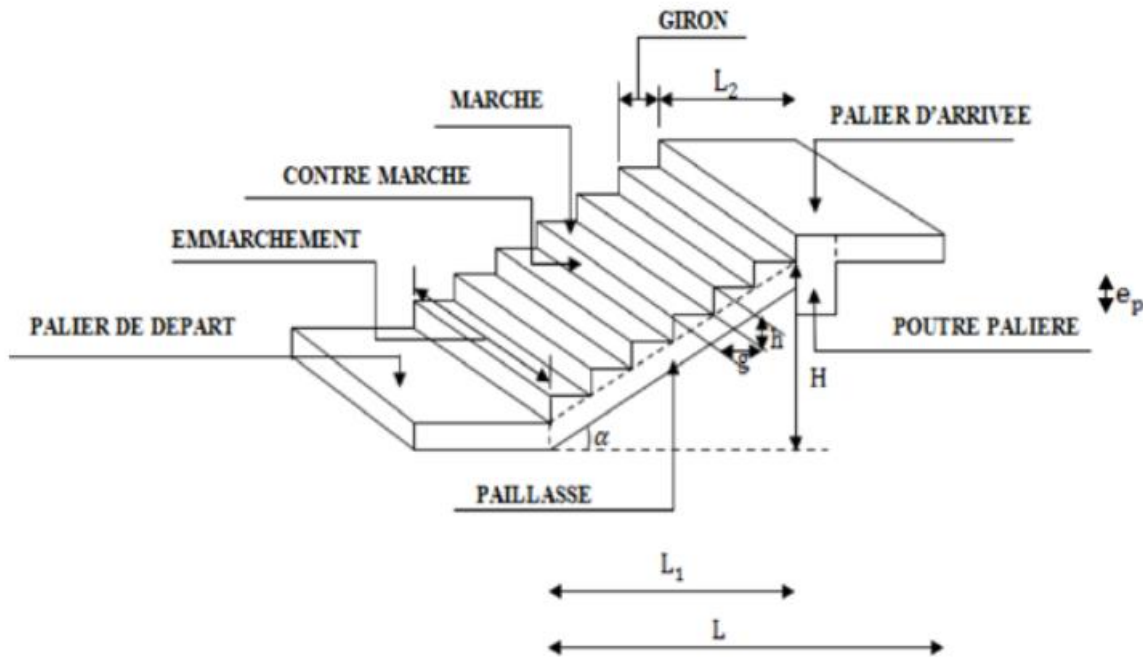 GIRON
L2
MARCHE
PALIER D'ARRIVEE
CONTRE MARCHE
EMMARCHEMENT
PALIER DE DEPART
ep
POUTRE PALIERE
h
g
H
α
PAILLASSE
L1
L